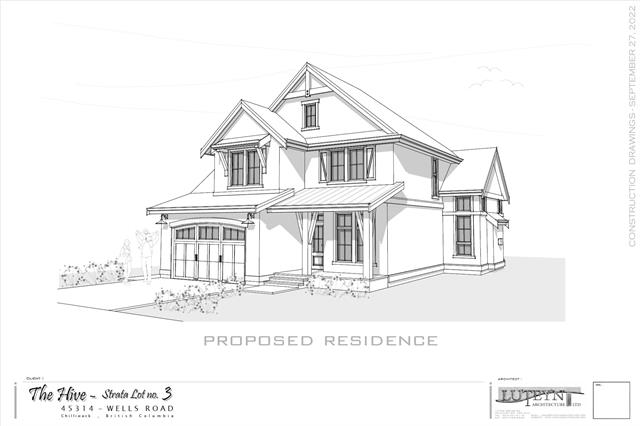 CONSTRUCTION DRAWINGS - SEPTEMBER 27, 2022
PROPOSED RESIDENCE
CLIENT:
The Hive - Strata Lot no. 3
45314 - WELLS ROAD
Chilliwack, British Columbia
ARCHITECT:
LUTEYN
ARCHITECTURE LTD